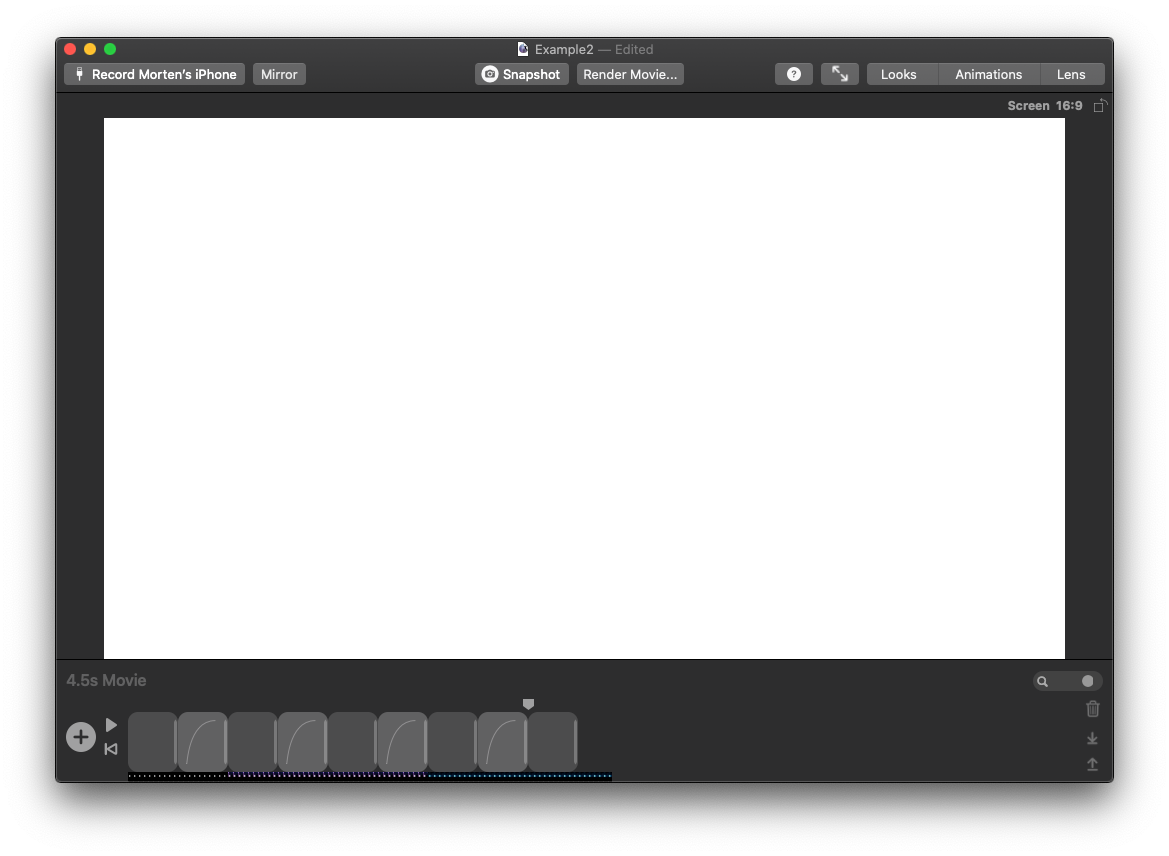 Example2 — Edited
Record Morten’s iPhone
Mirror
Snapshot
Render Movie...
?
Looks
Animations
Lens
Screen 16:9
4.5s Movie